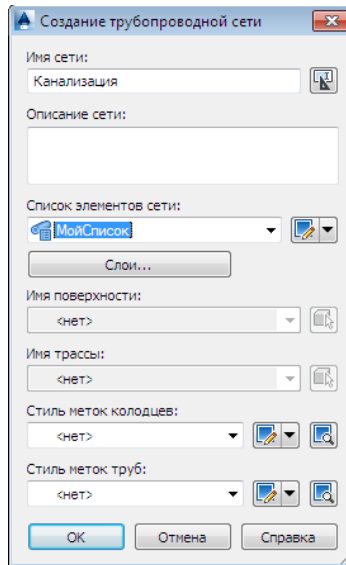 Создание трубопроводной сети
Имя сети:
Канализация
Описание сети:
Список элементов сети:
МойСписок
Слои...
Имя поверхности:
<нет>
Имя трассы:
<нет>
Стиль меток колодцев:
<нет>
Стиль меток труб:
<нет>
OK Отмена Справка